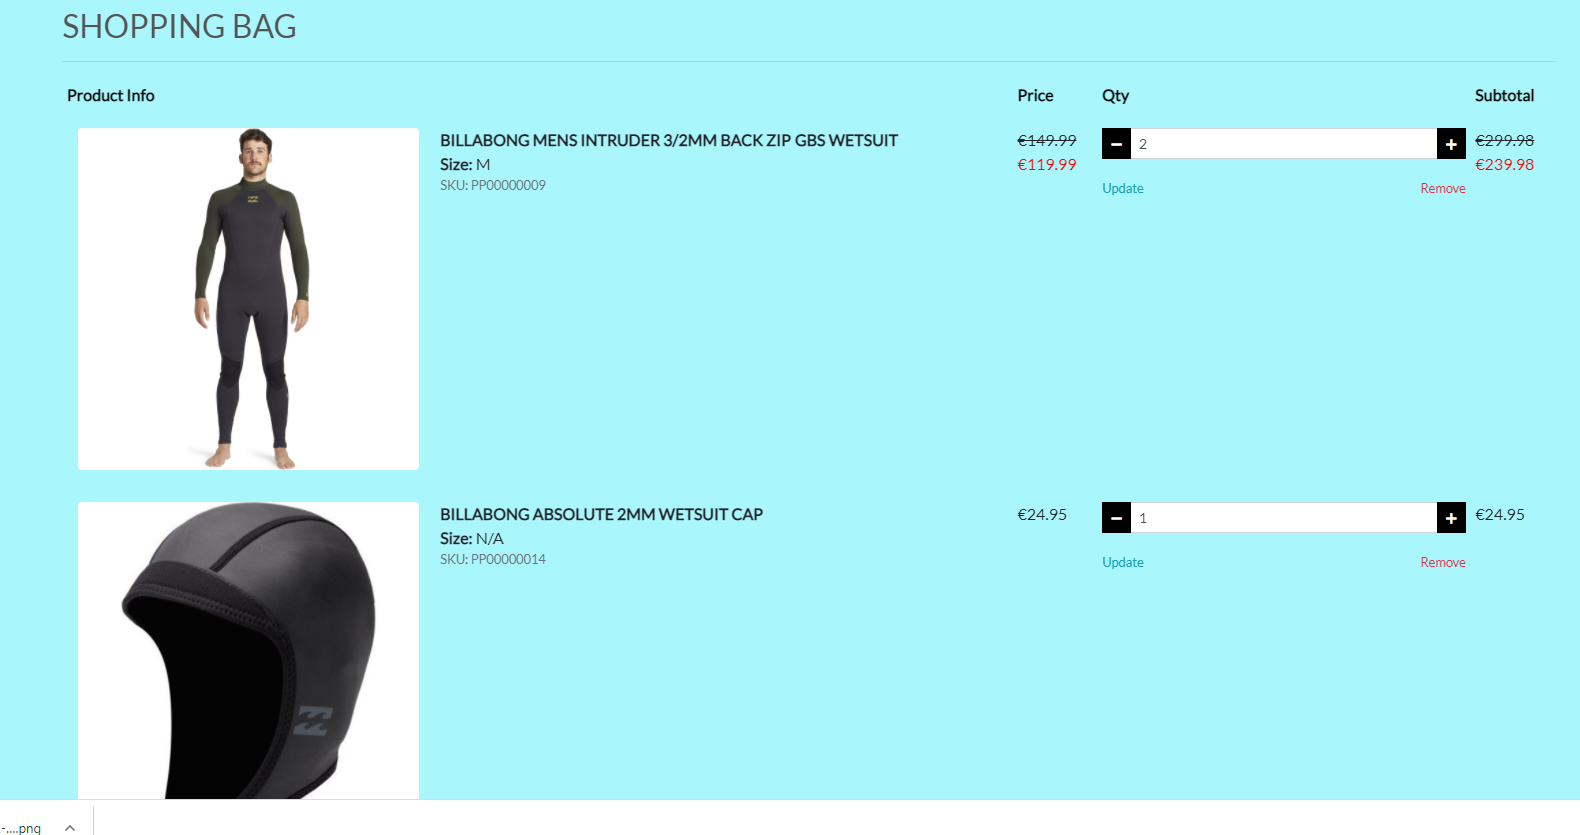 SHOPPING BAG
Product Info Price Qty Subtotal
BILLABONG MENS INTRUDER 3/2MM BACK ZIP GBS WETSUIT €149.99 2 €299.98
Size: M €119.99 €239.98
SKU: PP00000009 Update Remove
BILLABONG ABSOLUTE 2MM WETSUIT CAP €24.95 1 €24.95
Size: N/A
SKU: PP00000014 Update Remove
-....png